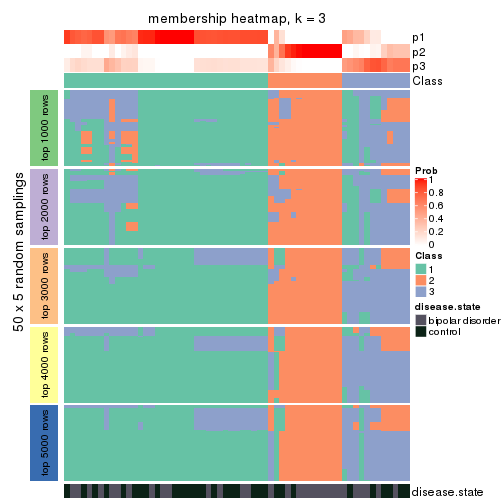 membership heatmap, k = 3
p1
p2
p3
Class
50 x 5 random samplings
top 1000 rows
top 2000 rows
top 3000 rows
top 4000 rows
top 5000 rows
Prob
1
0.8
0.6
0.4
0.2
0
Class
1
2
3
disease.state
bipolar disorder
control
disease.state